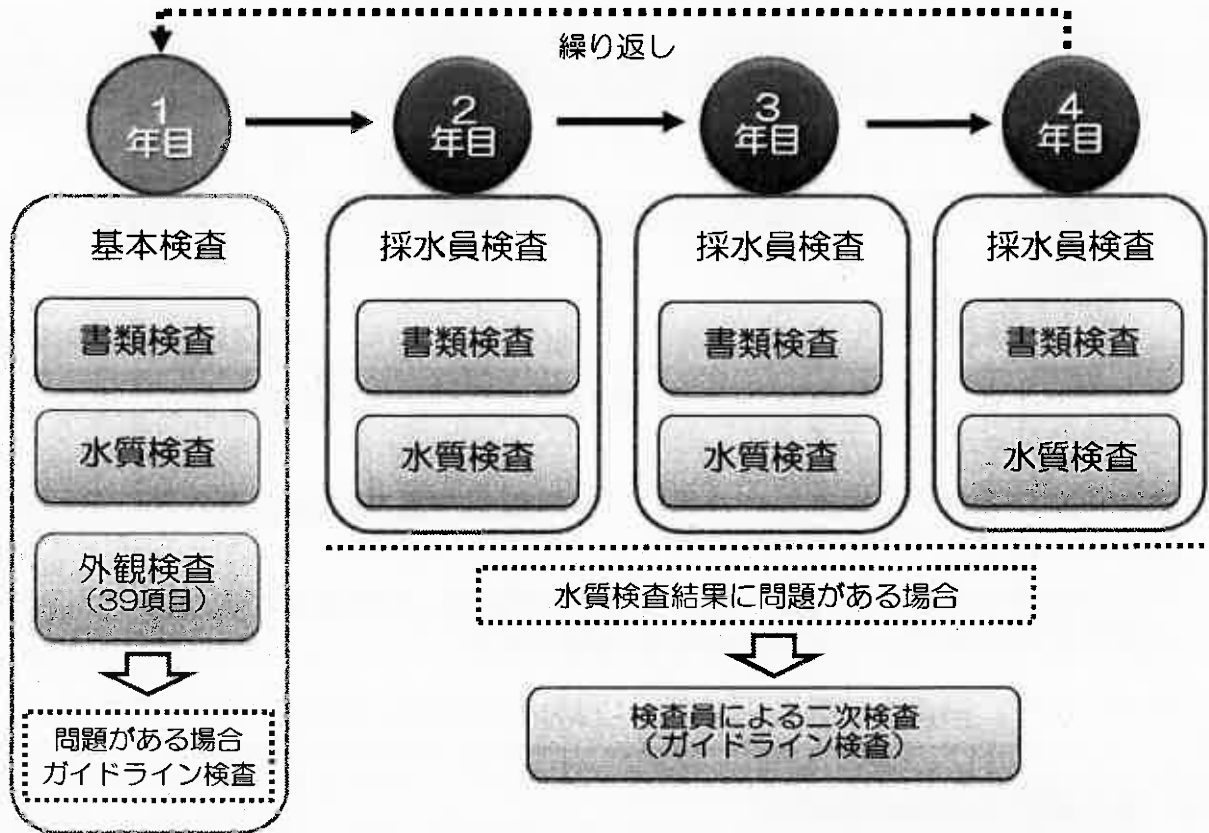 繰り返し
1
年目
2
年目
3
年目
4
年目
基本検査
書類検査
水質検査
外観検査
(39項目)
問題がある場合
ガイドライン検査
採水員検査
書類検査
水質検査
採水員検査
書類検査
水質検査
採水員検査
書類検査
水質検査
水質検査結果に問題がある場合
検査員による二次検査
(ガイドライン検査)